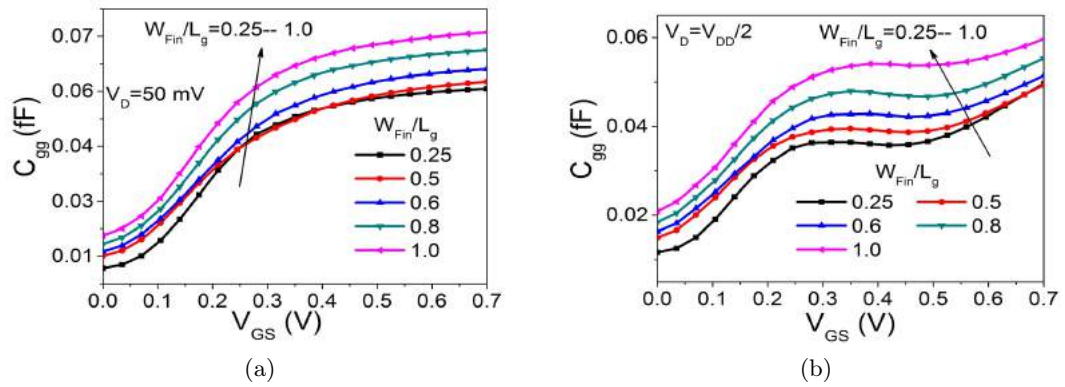 0.07
0.06
0.04
0.03
0.01
C_gg (fF)
W_Fin/L_g=0.25-- 1.0
V_D=50 mV
W_Fin/L_g
0.25
0.5
0.6
0.8
1.0
0.0 0.1 0.2 0.3 0.4 0.5 0.6 0.7
V_GS (V)
(a)
0.06
0.04
0.02
C_gg (fF)
V_D=V_DD/2
W_Fin/L_g=0.25-- 1.0
W_Fin/L_g
0.25 0.5
0.6 0.8
1.0
0.0 0.1 0.2 0.3 0.4 0.5 0.6 0.7
V_GS (V)
(b)